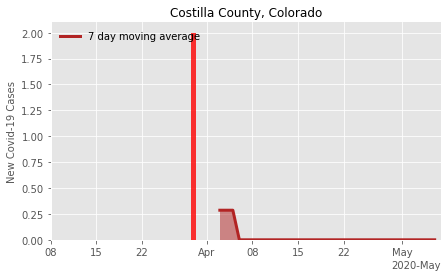 Costilla County, Colorado
7 day moving average
New Covid-19 Cases
2.00
1.75
1.50
1.25
1.00
0.75
0.50
0.25
0.00
08 15 22 Apr 08 15 22 May
2020-May